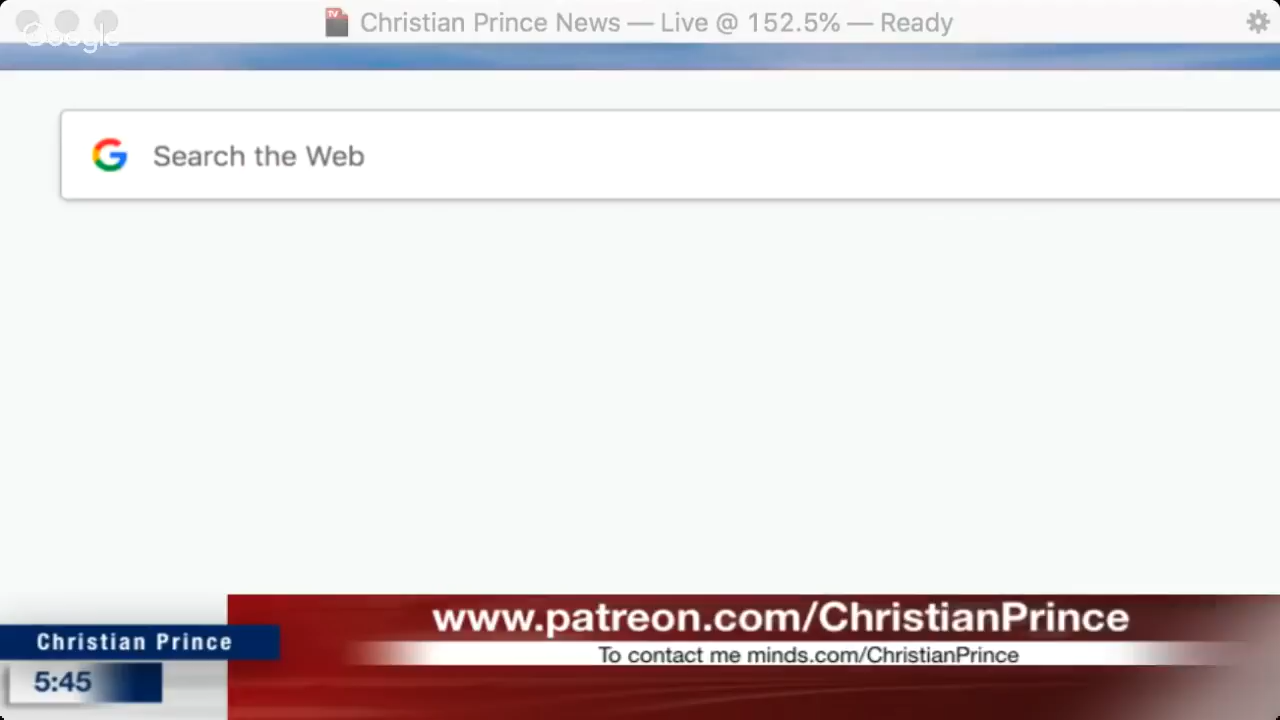 Christian Prince News — Live @ 152.5% — Ready
Google
Search the Web
www.patreon.com/ChristianPrince
To contact me minds.com/ChristianPrince
Christian Prince
5:45